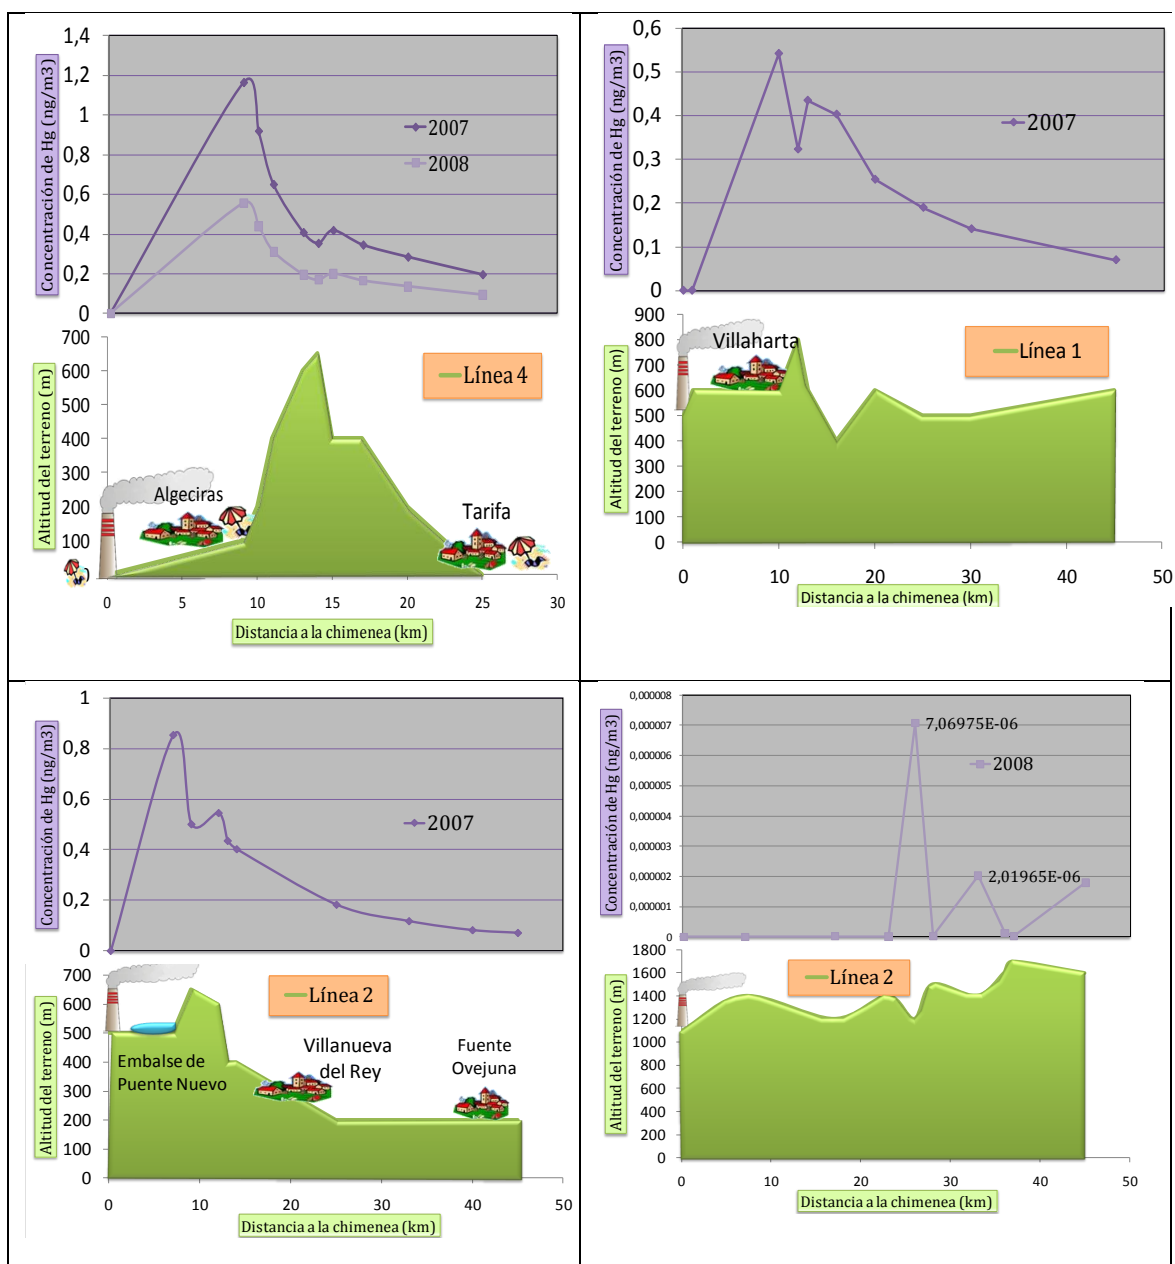 Concentración de Hg (ng/m3)
1,4
1,2
1
0,8
0,6
0,4
0,2
0
2007
2008
Altitud del terreno (m)
700
600
500
400
300
200
100
0
Línea 4
Algeciras
Tarifa
0 5 10 15 20 25 30
Distancia a la chimenea (km)
Concentración de Hg (ng/m3)
0,6
0,5
0,4
0,3
0,2
0,1
0
2007
Altitud del terreno (m)
900
800
700
600
500
400
300
200
100
0
Villaharta
Línea 1
0 10 20 30 40 50
Distancia a la chimenea (km)
Concentración de Hg (ng/m3)
1
0,8
0,6
0,4
0,2
0
2007
Altitud del terreno (m)
700
600
500
400
300
200
100
0
Línea 2
Embalse de
Puente Nuevo
Villanueva
del Rey
Fuente
Ovejuna
0 10 20 30 40 50
Distancia a la chimenea (km)
Concentración de Hg (ng/m3)
0,000008
0,000007
0,000006
0,000005
0,000004
0,000003
0,000002
0,000001
0
7,06975E-06
2008
2,01965E-06
Altitud del terreno (m)
1800
1600
1400
1200
1000
800
600
400
200
0
Línea 2
0 10 20 30 40 50
Distancia a la chimenea (km)